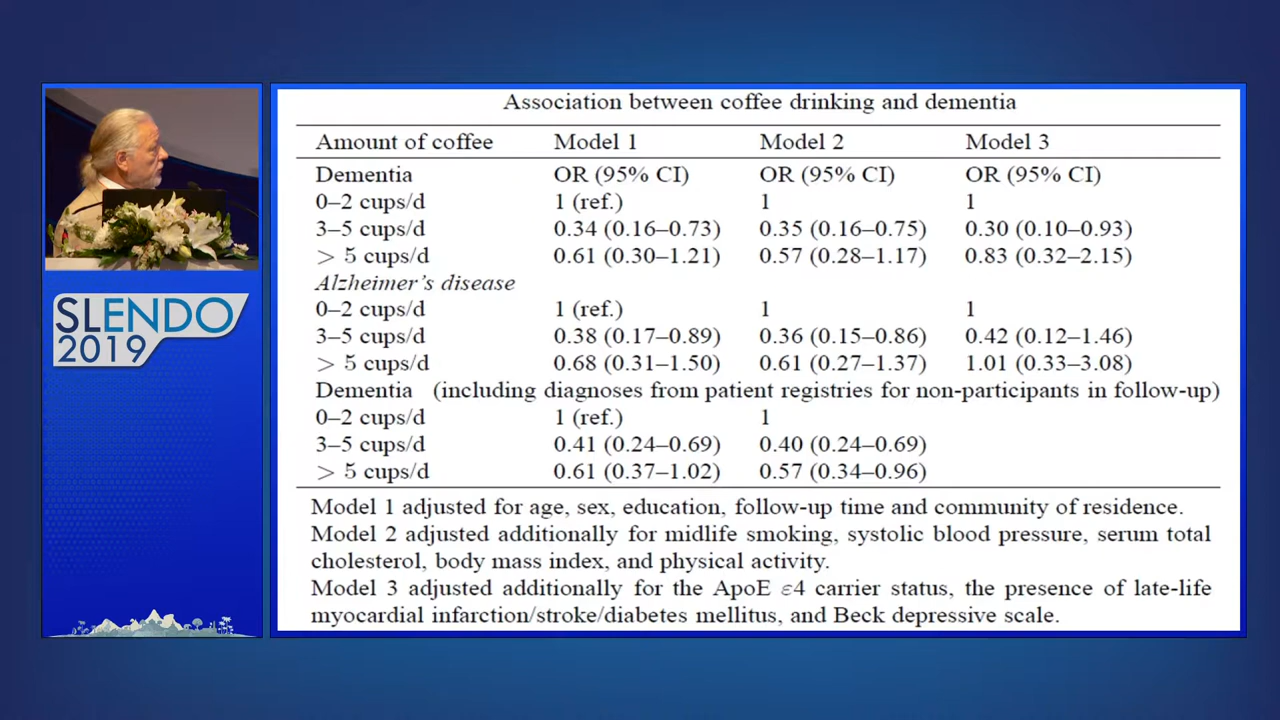 Association between coffee drinking and dementia
Amount of coffee Model 1 Model 2 Model 3
Dementia OR (95% CI) OR (95% CI) OR (95% CI)
0–2 cups/d 1 (ref.) 1 1
3–5 cups/d 0.34 (0.16–0.73) 0.35 (0.16–0.75) 0.30 (0.10–0.93)
> 5 cups/d 0.61 (0.30–1.21) 0.57 (0.28–1.17) 0.83 (0.32–2.15)
Alzheimer's disease
0–2 cups/d 1 (ref.) 1 1
3–5 cups/d 0.38 (0.17–0.89) 0.36 (0.15–0.86) 0.42 (0.12–1.46)
> 5 cups/d 0.68 (0.31–1.50) 0.61 (0.27–1.37) 1.01 (0.33–3.08)
Dementia (including diagnoses from patient registries for non-participants in follow-up)
0–2 cups/d 1 (ref.) 1
3–5 cups/d 0.41 (0.24–0.69) 0.40 (0.24–0.69)
> 5 cups/d 0.61 (0.37–1.02) 0.57 (0.34–0.96)
Model 1 adjusted for age, sex, education, follow-up time and community of residence.
Model 2 adjusted additionally for midlife smoking, systolic blood pressure, serum total
cholesterol, body mass index, and physical activity.
Model 3 adjusted additionally for the ApoE ε4 carrier status, the presence of late-life
myocardial infarction/stroke/diabetes mellitus, and Beck depressive scale.
SLENDO
2019